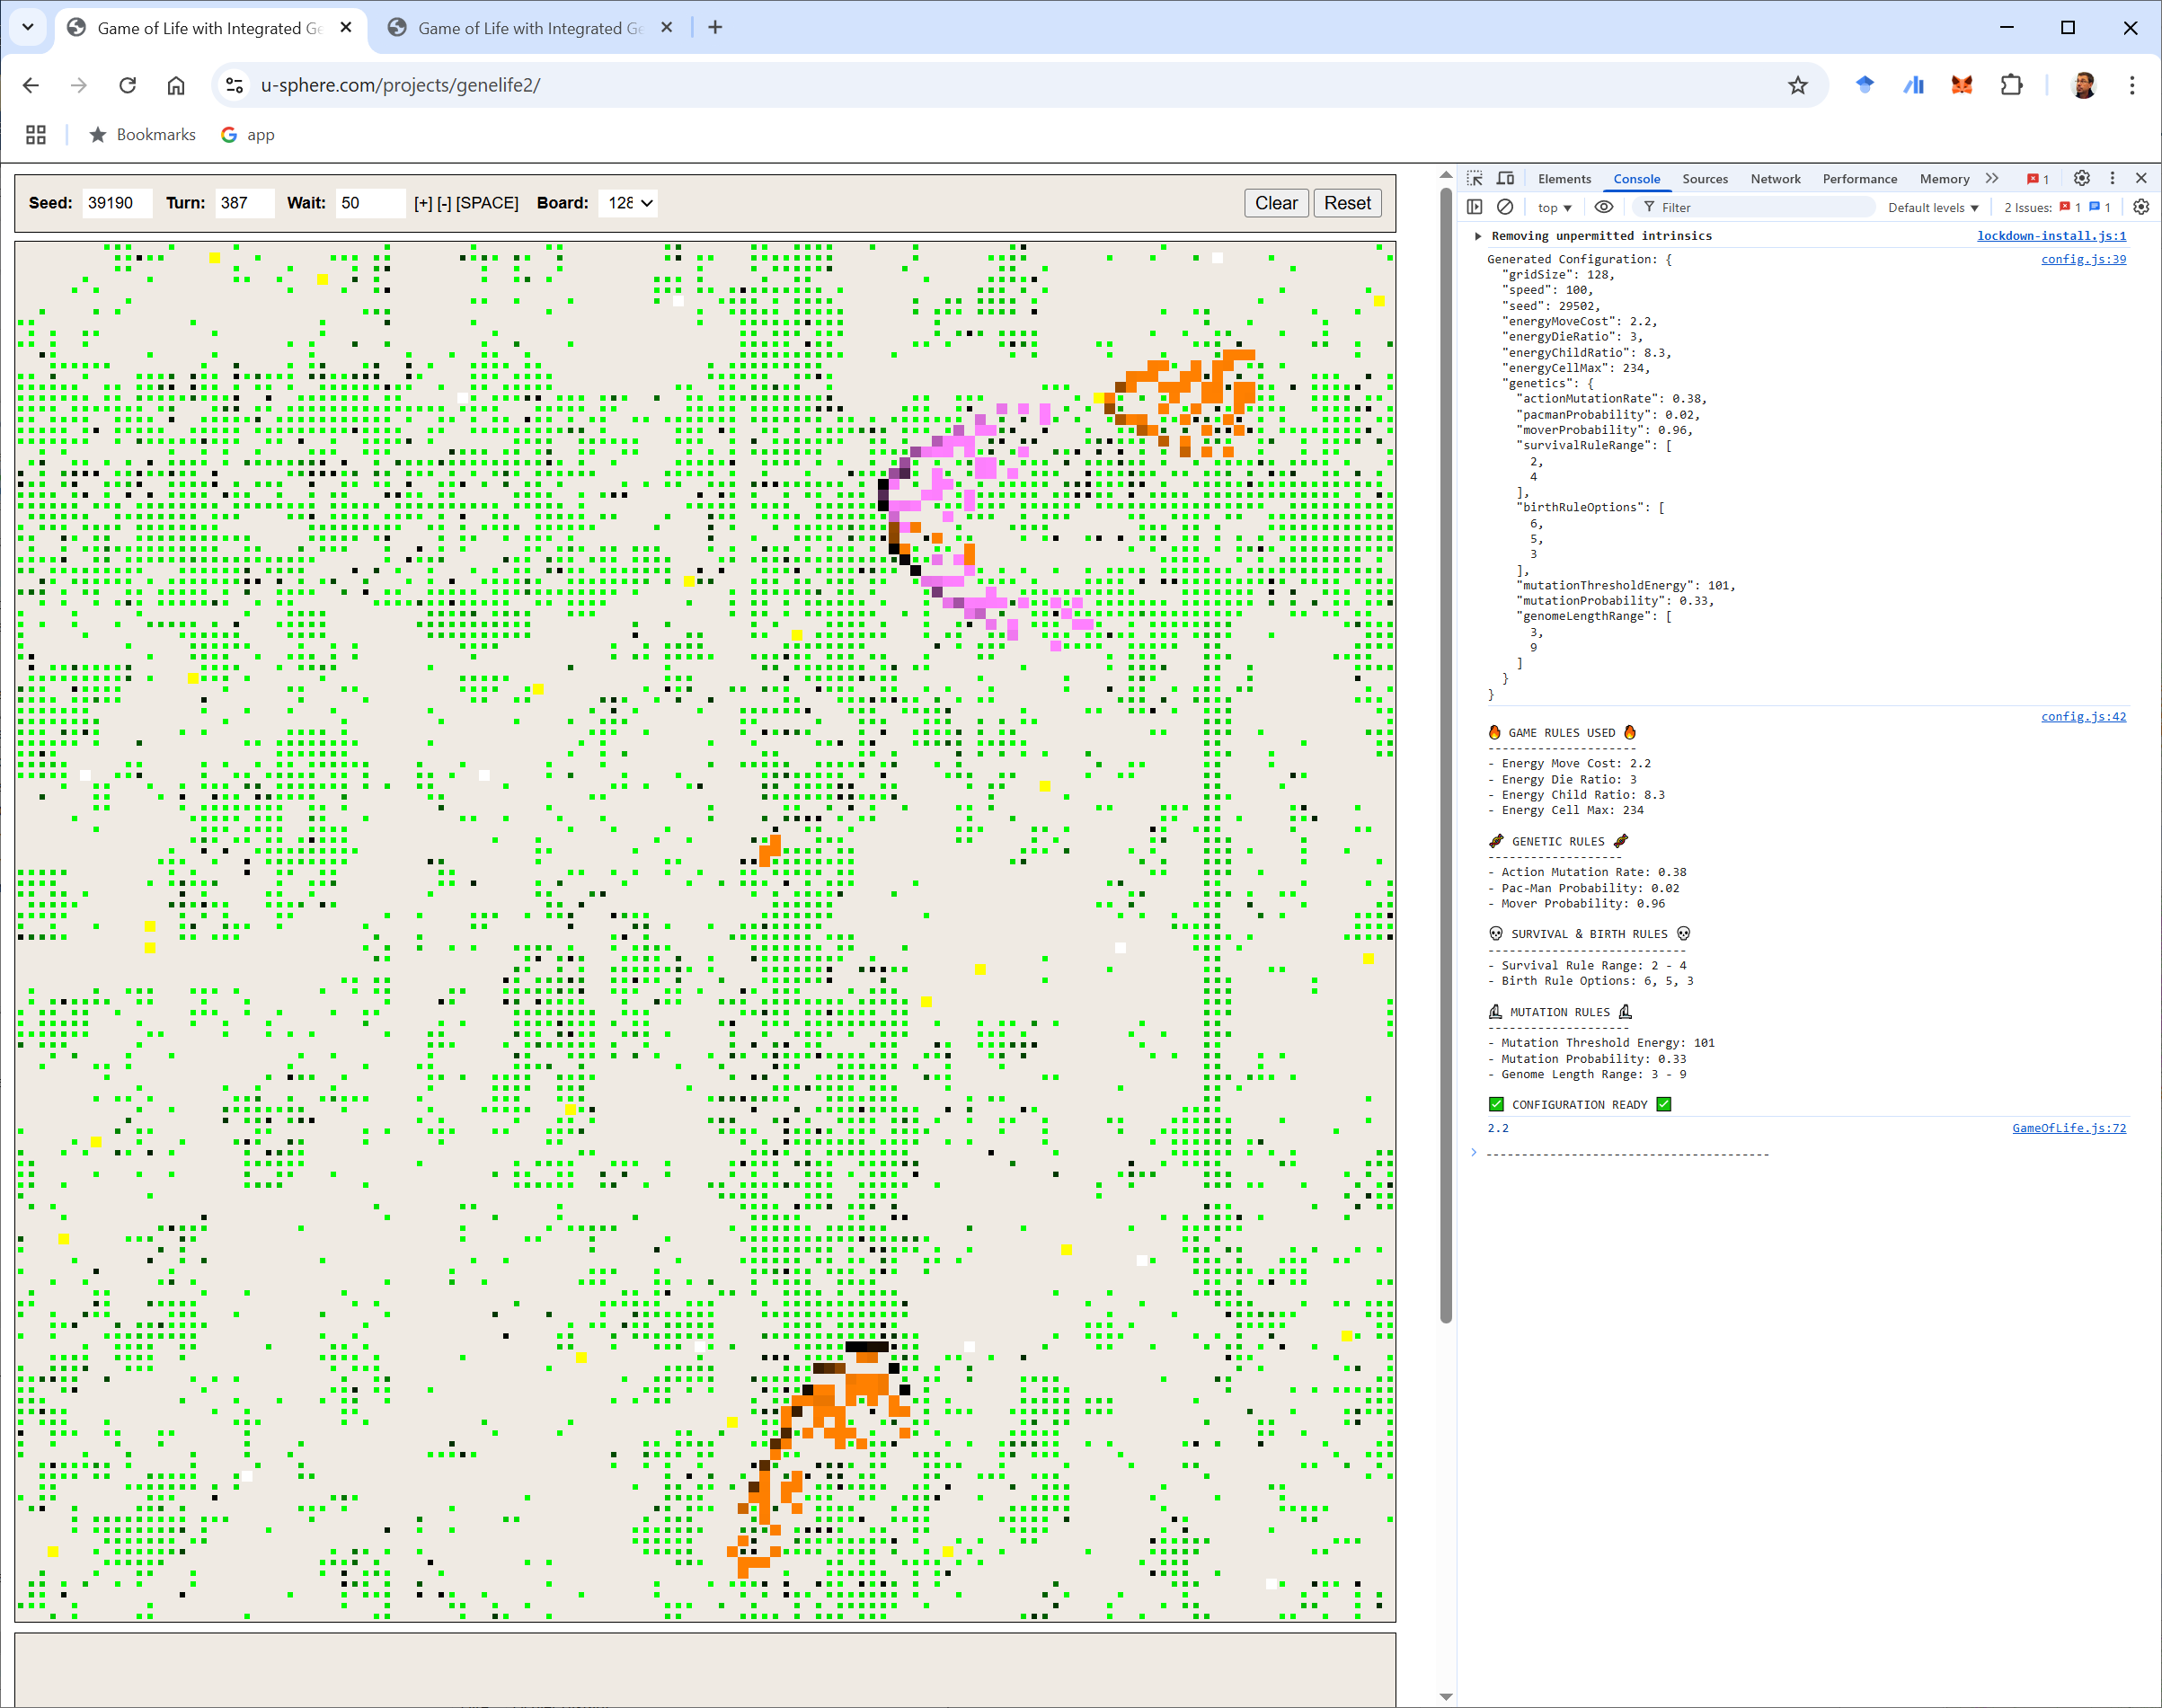 Game of Life with Integrated Ge
Game of Life with Integrated Ge
u-sphere.com/projects/genelife2/
Bookmarks
app
Seed: 39190 Turn: 387 Wait: 50 [+] [-] [SPACE] Board: 128 Clear Reset
Elements Console Sources Network Performance Memory 1
top Filter Default levels 2 Issues: 1 1
Removing unpermitted intrinsics lockdown-install.js:1
Generated Configuration: { config.js:39
"gridSize": 128,
"speed": 100,
"seed": 29502,
"energyMoveCost": 2.2,
"energyDieRatio": 3,
"energyChildRatio": 8.3,
"energyCellMax": 234,
"genetics": {
"actionMutationRate": 0.38,
"pacmanProbability": 0.02,
"moverProbability": 0.96,
"survivalRuleRange": [
2,
4
],
"birthRuleOptions": [
6,
5,
3
],
"mutationThresholdEnergy": 101,
"mutationProbability": 0.33,
"genomeLengthRange": [
3,
9
]
}
}
config.js:42
🔥 GAME RULES USED 🔥
---------------------
- Energy Move Cost: 2.2
- Energy Die Ratio: 3
- Energy Child Ratio: 8.3
- Energy Cell Max: 234
🧬 GENETIC RULES 🧬
-------------------
- Action Mutation Rate: 0.38
- Pac-Man Probability: 0.02
- Mover Probability: 0.96
💀 SURVIVAL & BIRTH RULES 💀
----------------------------
- Survival Rule Range: 2 - 4
- Birth Rule Options: 6, 5, 3
🔬 MUTATION RULES 🔬
--------------------
- Mutation Threshold Energy: 101
- Mutation Probability: 0.33
- Genome Length Range: 3 - 9
✅ CONFIGURATION READY ✅
2.2 GameOfLife.js:72
----------------------------------------